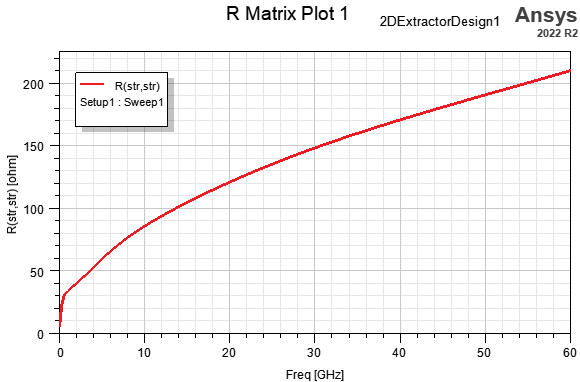 R Matrix Plot 1
2DExtractorDesign1
Ansys
2022 R2
R(str,str)
Setup1 : Sweep1
R(str,str) [ohm]
200
150
100
50
0
0 10 20 30 40 50 60
Freq [GHz]